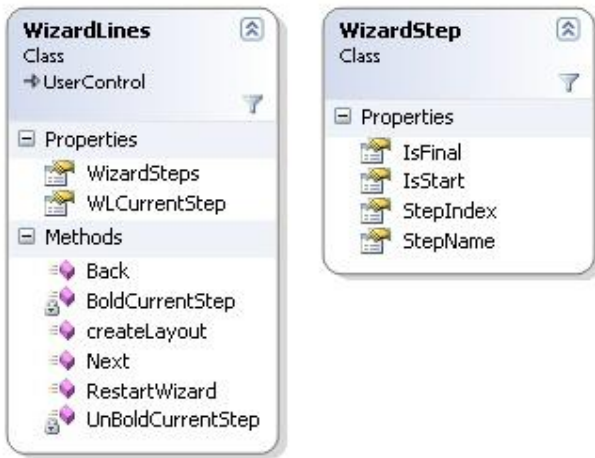 WizardLines
Class
UserControl
Properties
WizardSteps
WLCurrentStep
Methods
Back
BoldCurrentStep
createLayout
Next
RestartWizard
UnBoldCurrentStep
WizardStep
Class
Properties
IsFinal
IsStart
StepIndex
StepName